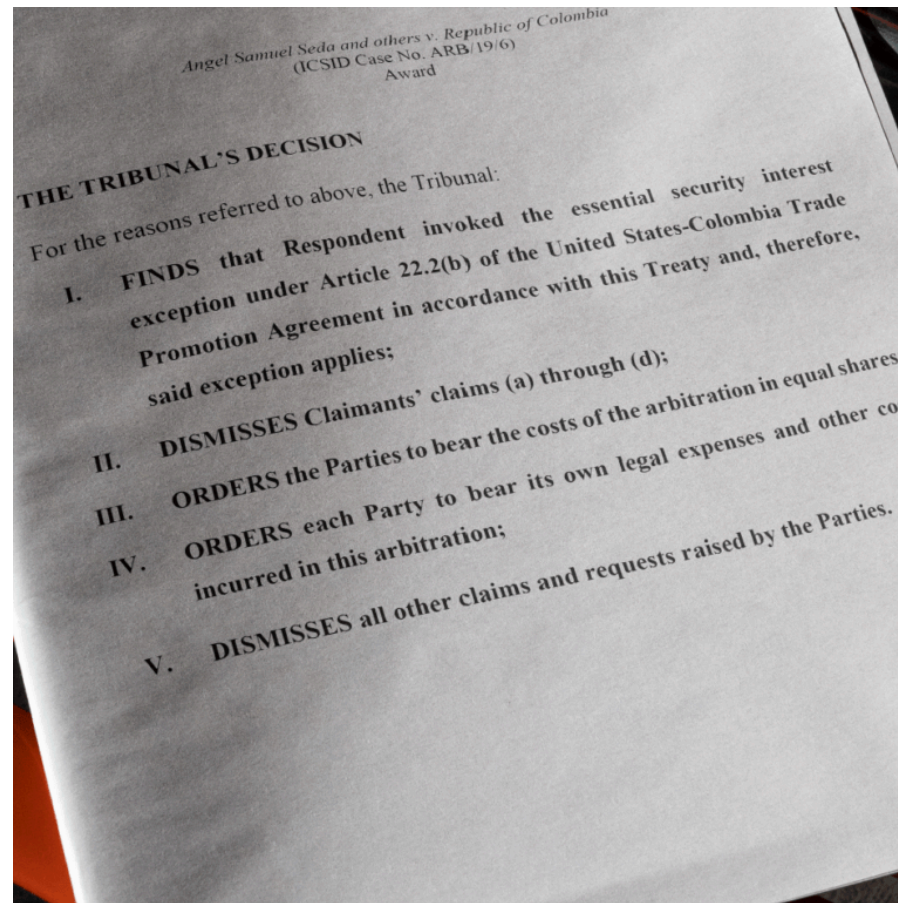 Angel Samuel Seda and others v. Republic of Colombia
(ICSID Case No. ARB/19/6)
Award
THE TRIBUNAL'S DECISION
For the reasons referred to above, the Tribunal:
I. FINDS that Respondent invoked the essential security interest
exception under Article 22.2(b) of the United States-Colombia Trade
Promotion Agreement in accordance with this Treaty and, therefore,
said exception applies;
II. DISMISSES Claimants' claims (a) through (d);
III. ORDERS the Parties to bear the costs of the arbitration in equal shares
IV. ORDERS each Party to bear its own legal expenses and other co
incurred in this arbitration;
V. DISMISSES all other claims and requests raised by the Parties.